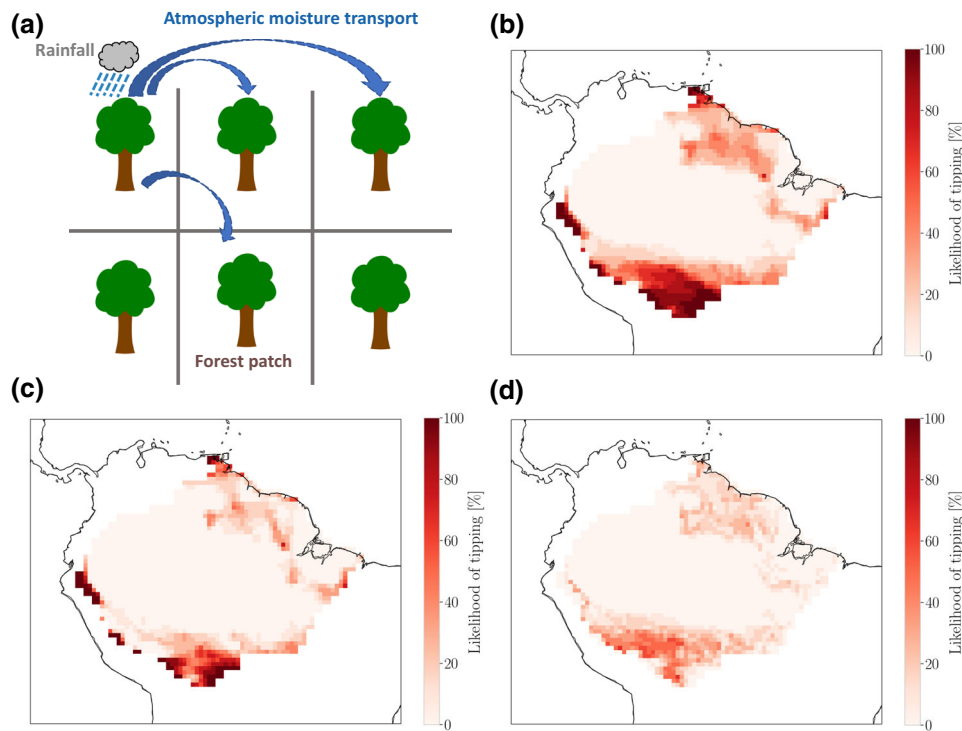 (a)
Atmospheric moisture transport
Rainfall
Forest patch
(b)
100
80
60
40
20
0
Likelihood of tipping [%]
(c)
100
80
60
40
20
0
Likelihood of tipping [%]
(d)
100
80
60
40
20
0
Likelihood of tipping [%]